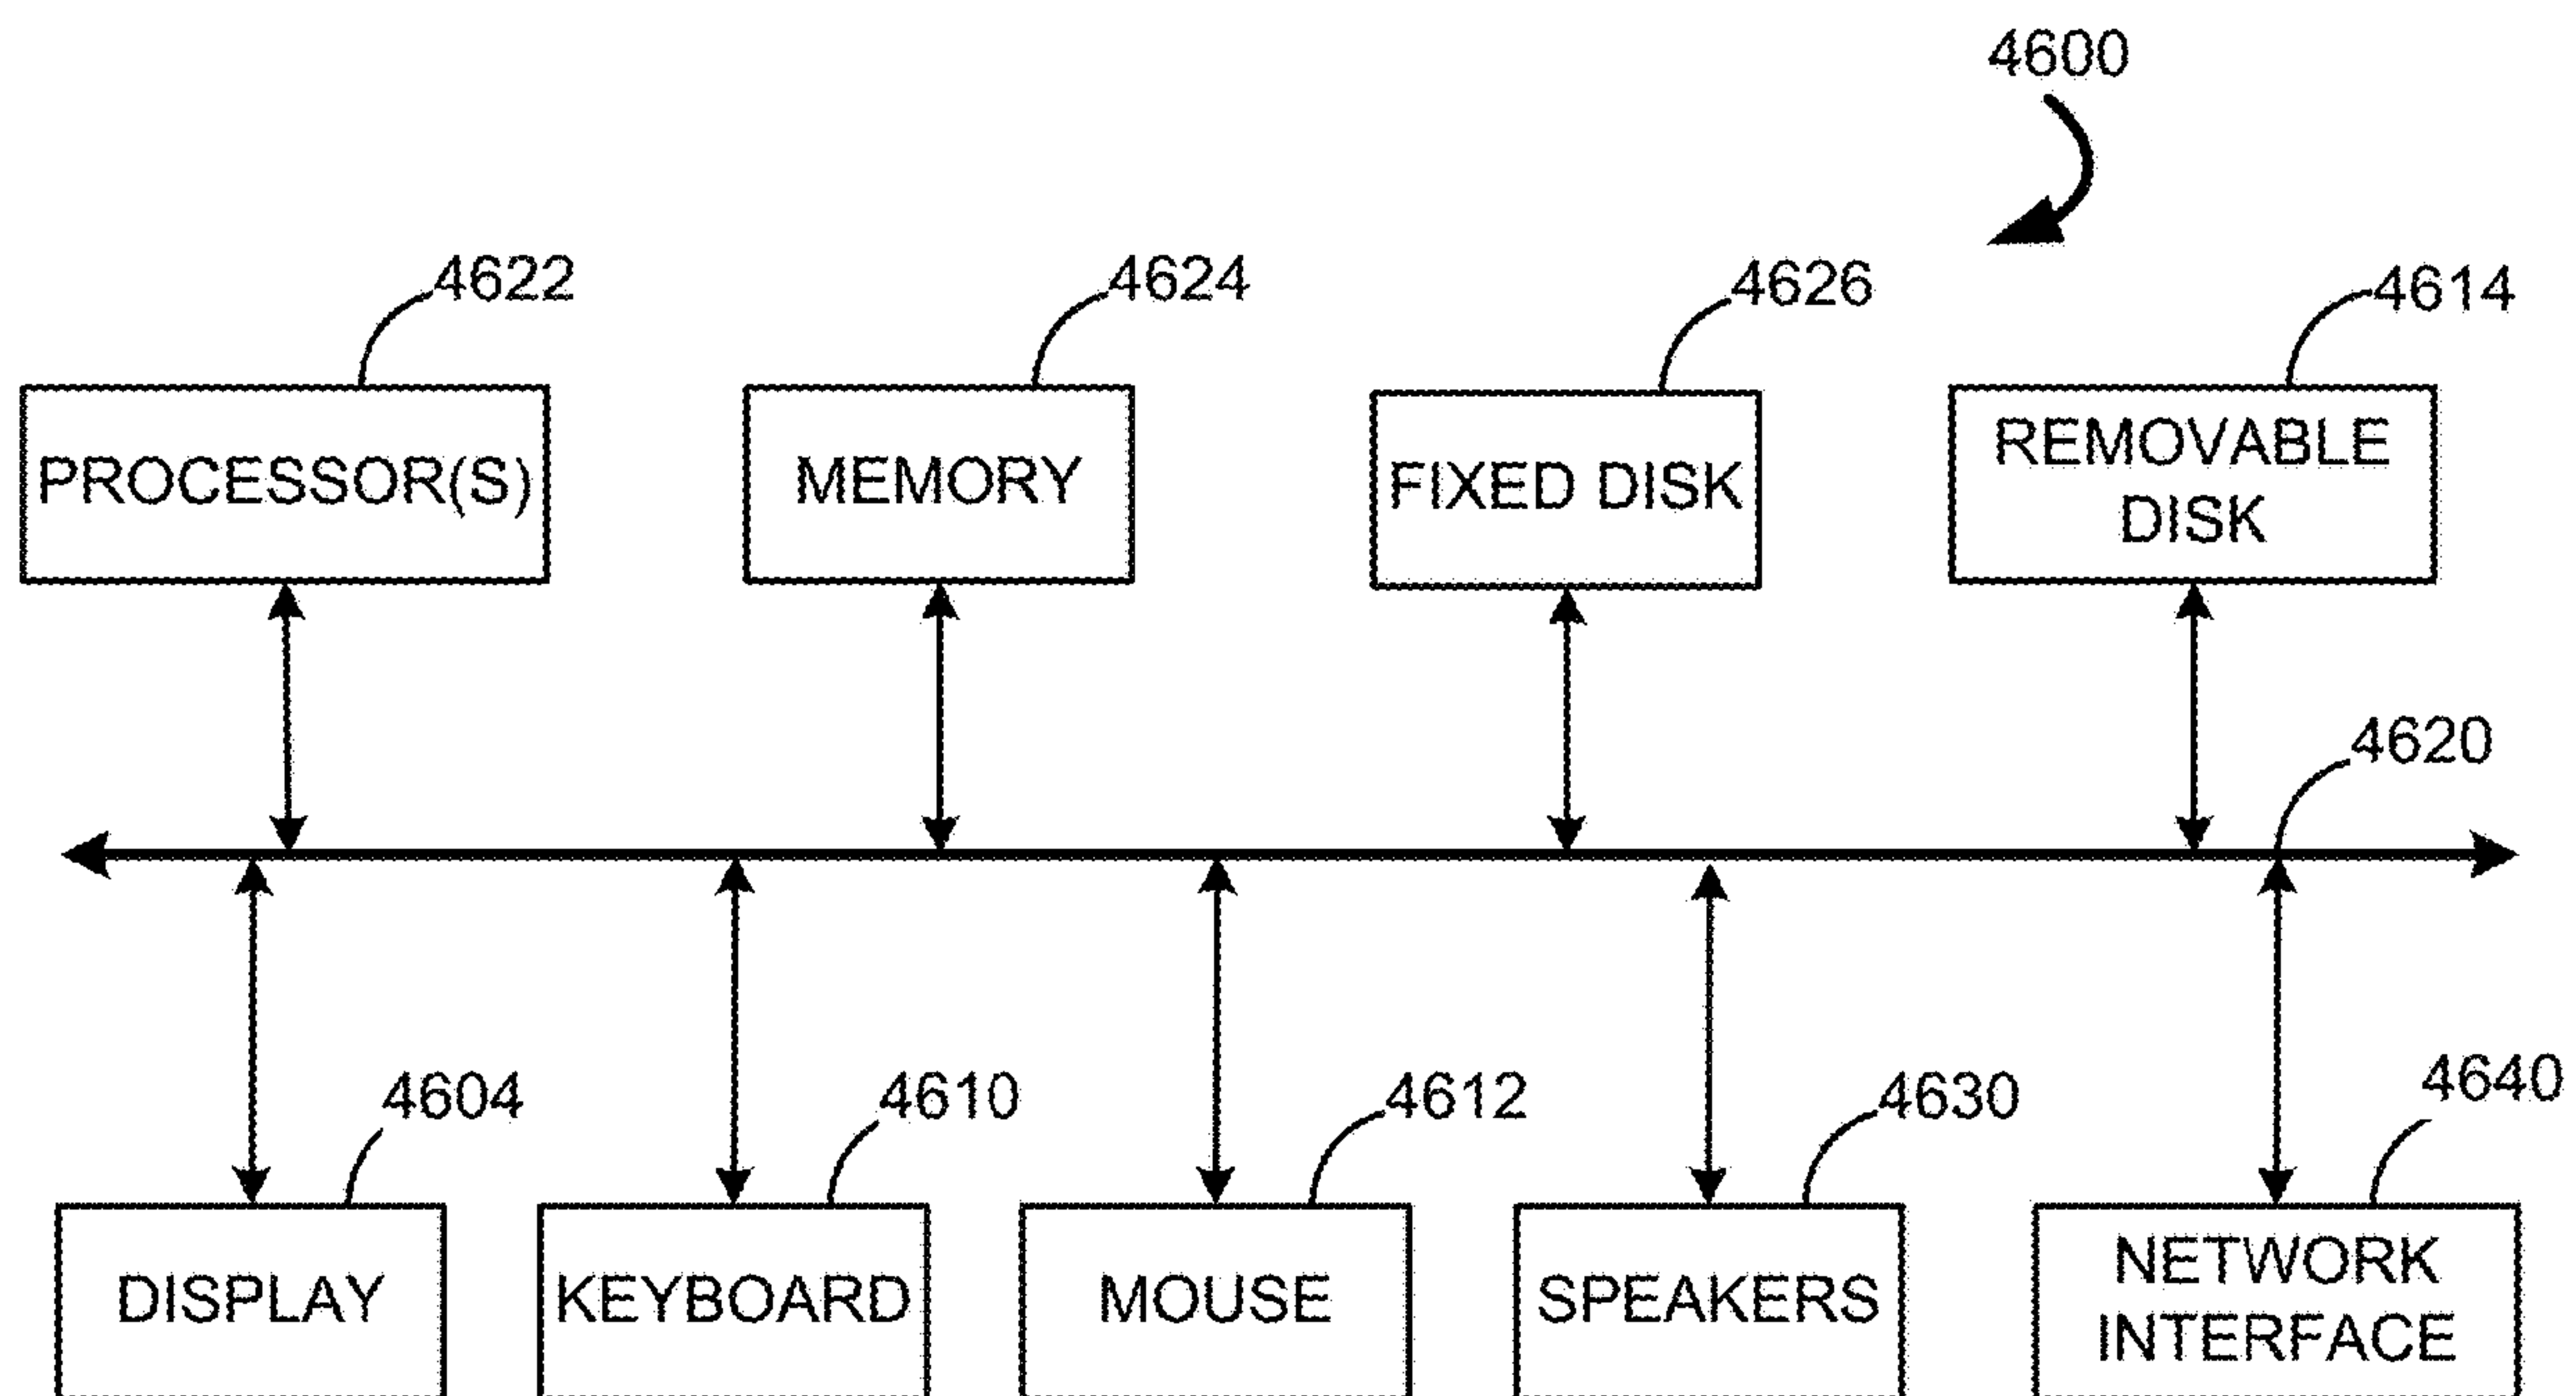 4600
4622
4624
4626
4614
PROCESSOR(S)
MEMORY
FIXED DISK
REMOVABLE
DISK
4620
4604
4610
4612
4630
4640
DISPLAY
KEYBOARD
MOUSE
SPEAKERS
NETWORK
INTERFACE